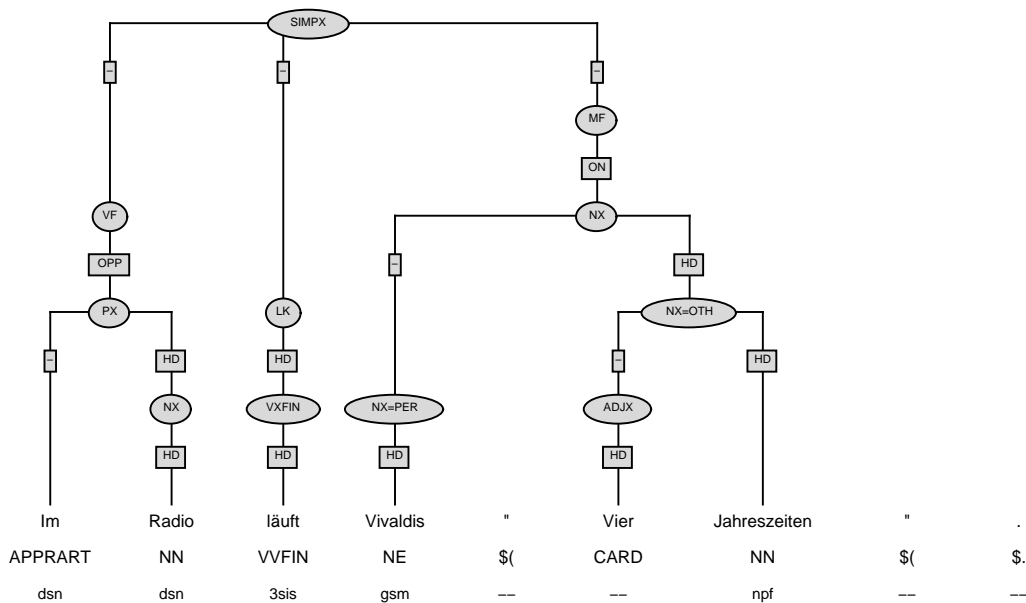 SIMPX
– – –
MF
ON
VF NX
OPP – HD
PX LK NX=OTH
– HD HD – HD
NX VXFIN NX=PER ADJX
HD HD HD HD
Im Radio läuft Vivaldis " Vier Jahreszeiten " .
APPRART NN VVFIN NE $( CARD NN $( $.
dsn dsn 3sis gsm –– –– npf –– ––